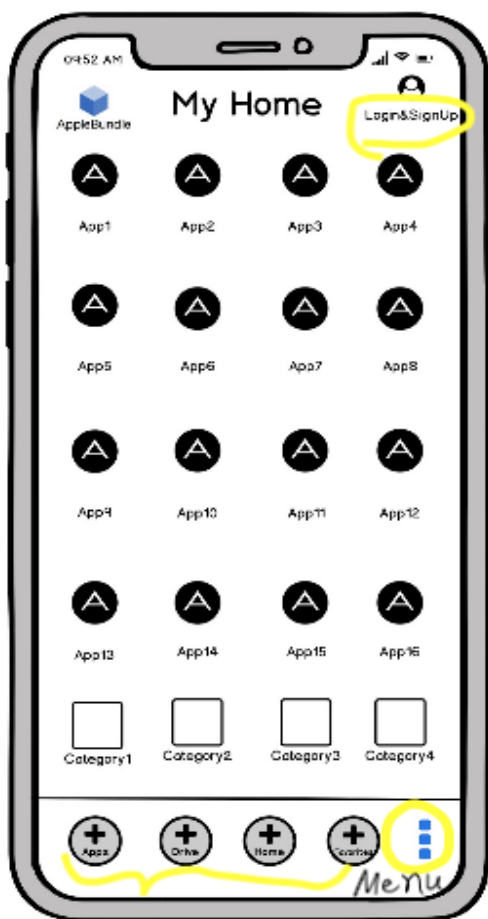 09:52 AM
My Home
AppleBundle
Login&SignUp
App1 App2 App3 App4
App5 App6 App7 App8
App9 App10 App11 App12
App13 App14 App15 App16
Category1 Category2 Category3 Category4
Apps Drive Home Favorites
Menu